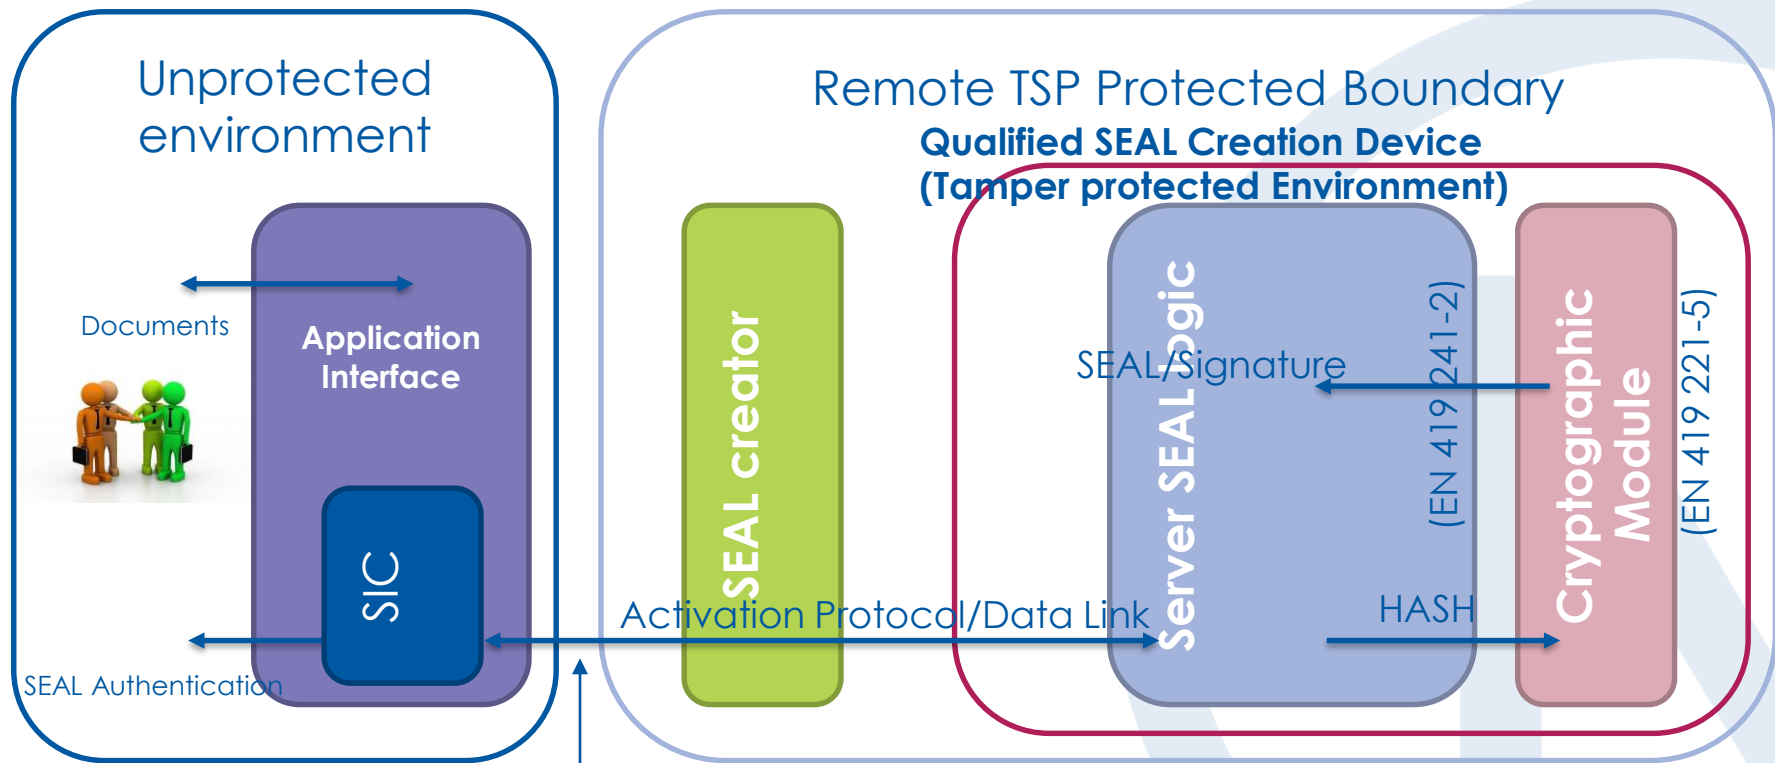 Unprotected
environment
Documents
Application
Interface
SIC
SEAL Authentication
Remote TSP Protected Boundary
Qualified SEAL Creation Device
(Tamper protected Environment)
SEAL creator
Activation Protocol/Data Link
Server SEAL logic
(EN 419 241-2)
SEAL/Signature
HASH
Cryptographic
Module
(EN 419 221-5)